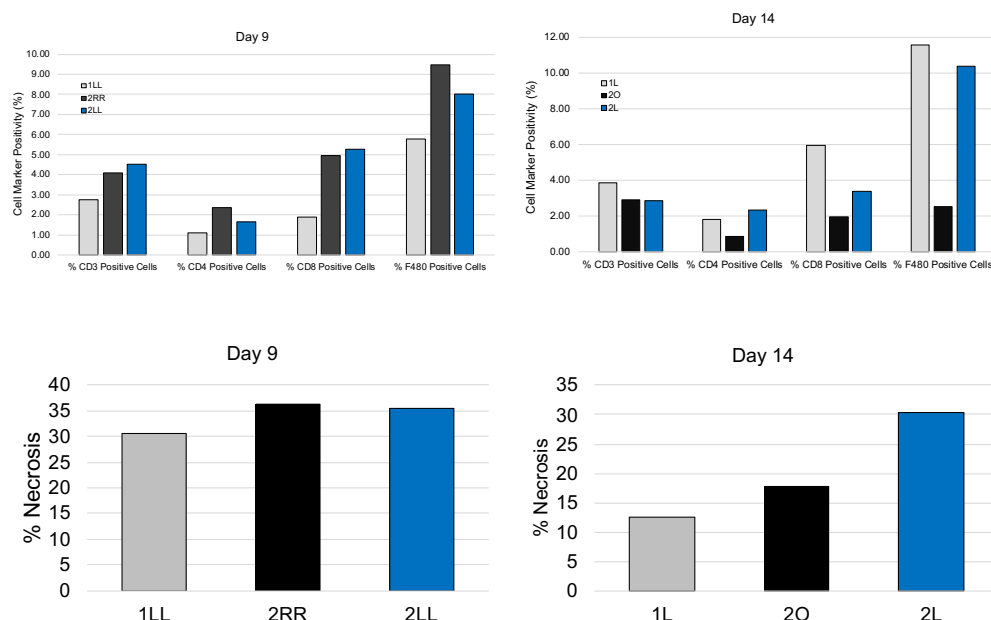 Day 9
Cell Marker Positivity (%)
10.00
9.00
8.00
7.00
6.00
5.00
4.00
3.00
2.00
1.00
0.00
1LL
2RR
2LL
% CD3 Positive Cells % CD4 Positive Cells % CD8 Positive Cells % F480 Positive Cells
Day 14
Cell Marker Positivity (%)
12.00
10.00
8.00
6.00
4.00
2.00
0.00
1L
2O
2L
% CD3 Positive Cells % CD4 Positive Cells % CD8 Positive Cells % F480 Positive Cells
Day 9
% Necrosis
40
35
30
25
20
15
10
5
0
1LL 2RR 2LL
Day 14
% Necrosis
35
30
25
20
15
10
5
0
1L 2O 2L